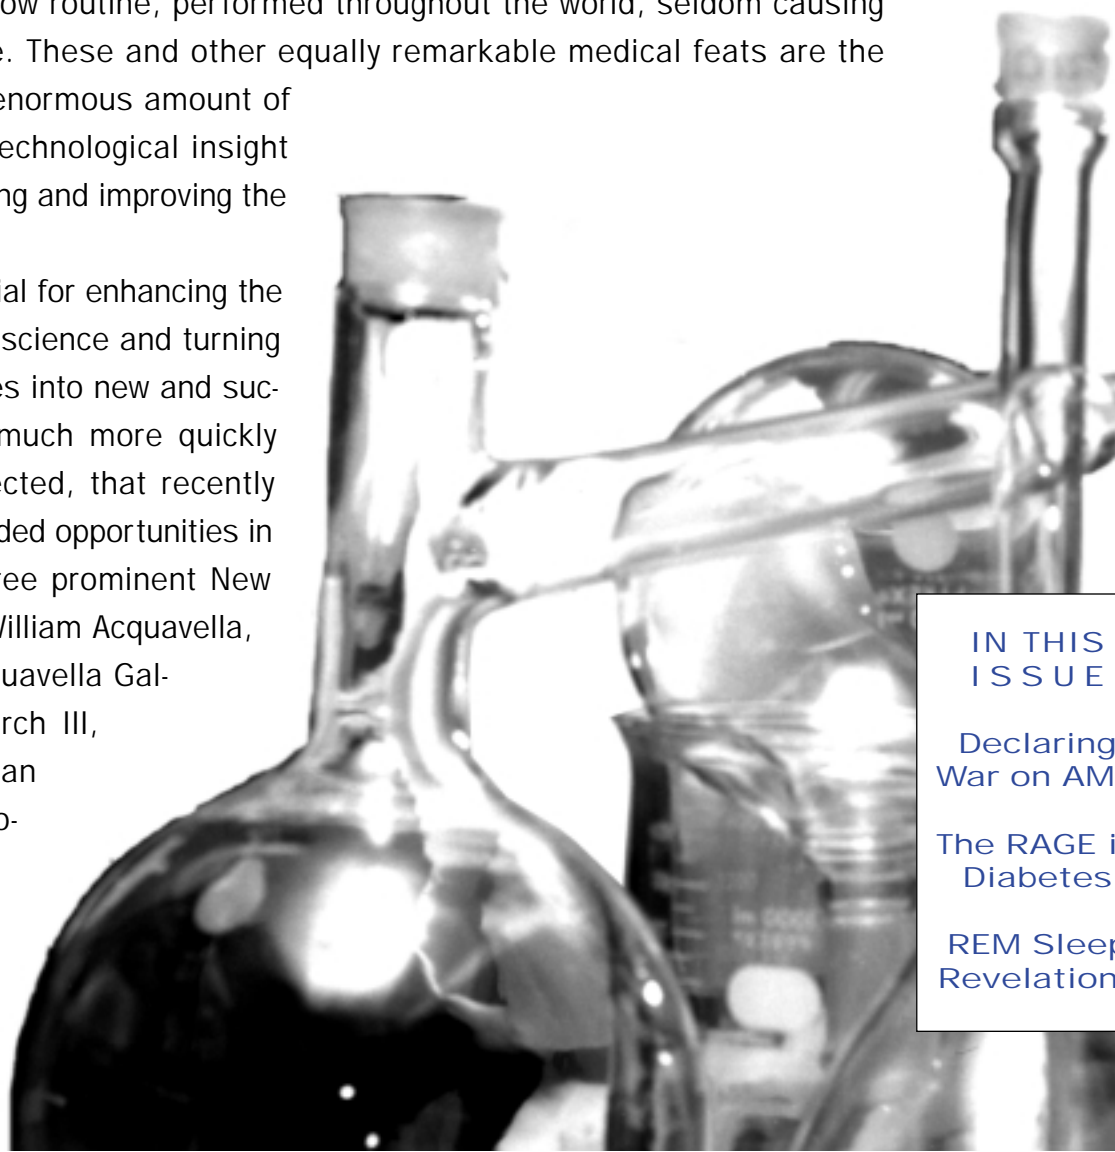 ow routine, performed throughout the world, seldom causing
e. These and other equally remarkable medical feats are the
enormous amount of
echnological insight
ng and improving the
ial for enhancing the
science and turning
es into new and suc-
much more quickly
ected, that recently
ded opportunities in
ree prominent New
William Acquavella,
uavella Gal-
rch III,
an
o-
IN THIS
ISSUE
Declaring
War on AM
The RAGE i
Diabetes
REM Sleep
Revelation